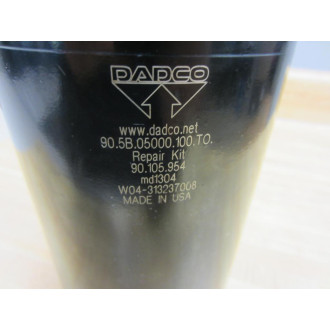 DADCO
www.dadco.net
90.5B.05000.100.TO.
Repair Kit
90.105.954
md1304
W04-313237008
MADE IN USA